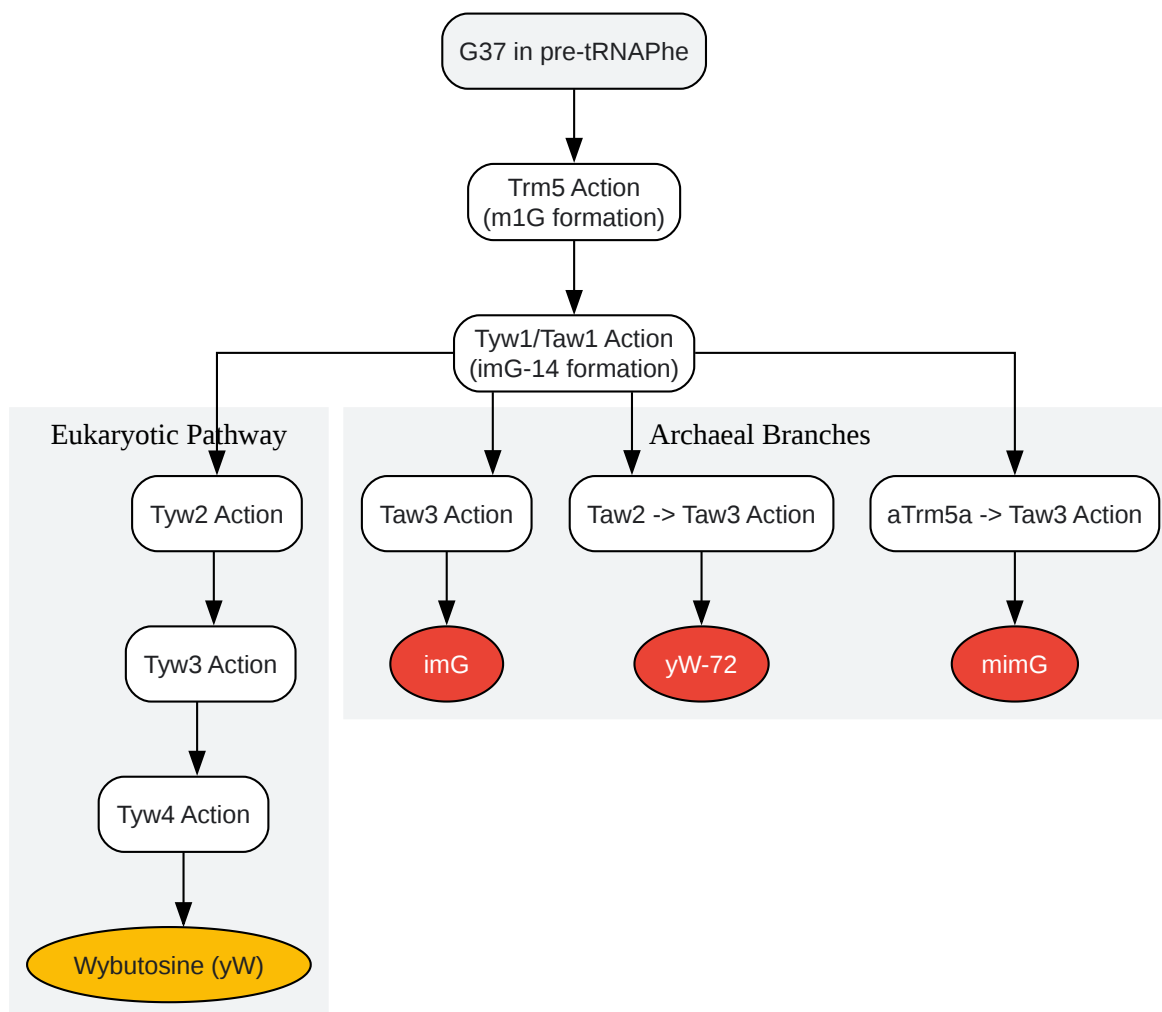 G37 in pre-tRNAPhe
Trm5 Action
(m1G formation)
Tyw1/Taw1 Action
(imG-14 formation)
Eukaryotic Pathway
Tyw2 Action
Tyw3 Action
Tyw4 Action
Wybutosine (yW)
Archaeal Branches
Taw3 Action
Taw2 -> Taw3 Action
aTrm5a -> Taw3 Action
imG
yW-72
mimG